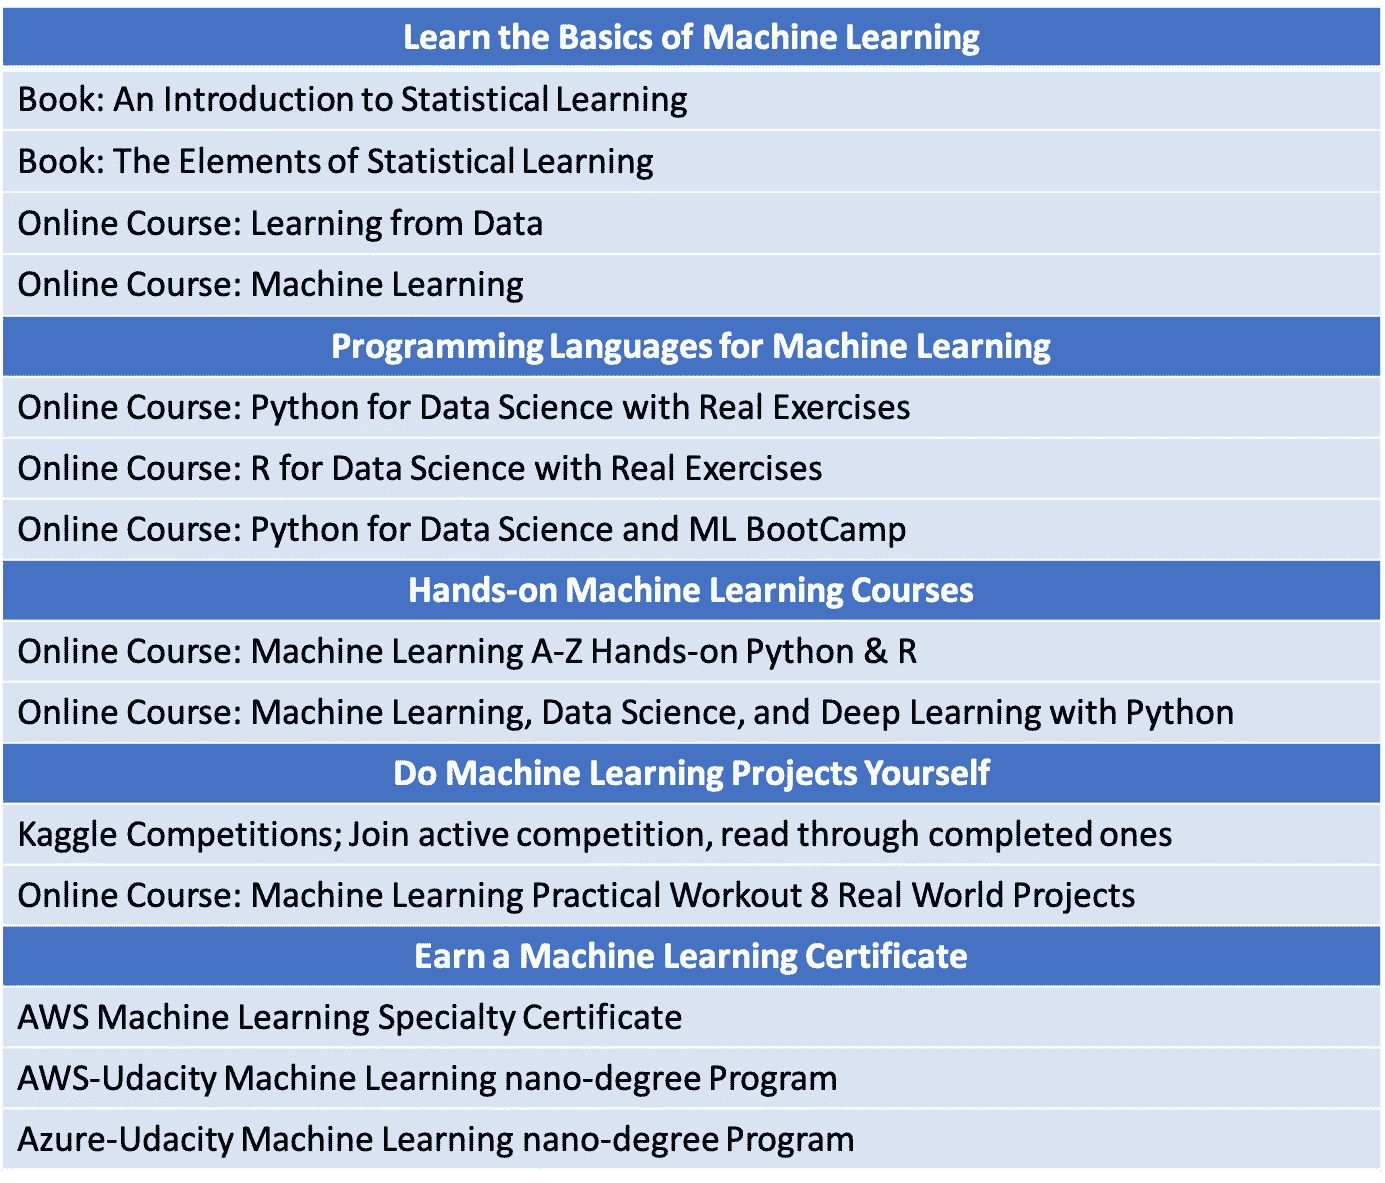 Learn the Basics of Machine Learning
Book: An Introduction to Statistical Learning
Book: The Elements of Statistical Learning
Online Course: Learning from Data
Online Course: Machine Learning
Programming Languages for Machine Learning
Online Course: Python for Data Science with Real Exercises
Online Course: R for Data Science with Real Exercises
Online Course: Python for Data Science and ML BootCamp
Hands-on Machine Learning Courses
Online Course: Machine Learning A-Z Hands-on Python & R
Online Course: Machine Learning, Data Science, and Deep Learning with Python
Do Machine Learning Projects Yourself
Kaggle Competitions; Join active competition, read through completed ones
Online Course: Machine Learning Practical Workout 8 Real World Projects
Earn a Machine Learning Certificate
AWS Machine Learning Specialty Certificate
AWS-Udacity Machine Learning nano-degree Program
Azure-Udacity Machine Learning nano-degree Program